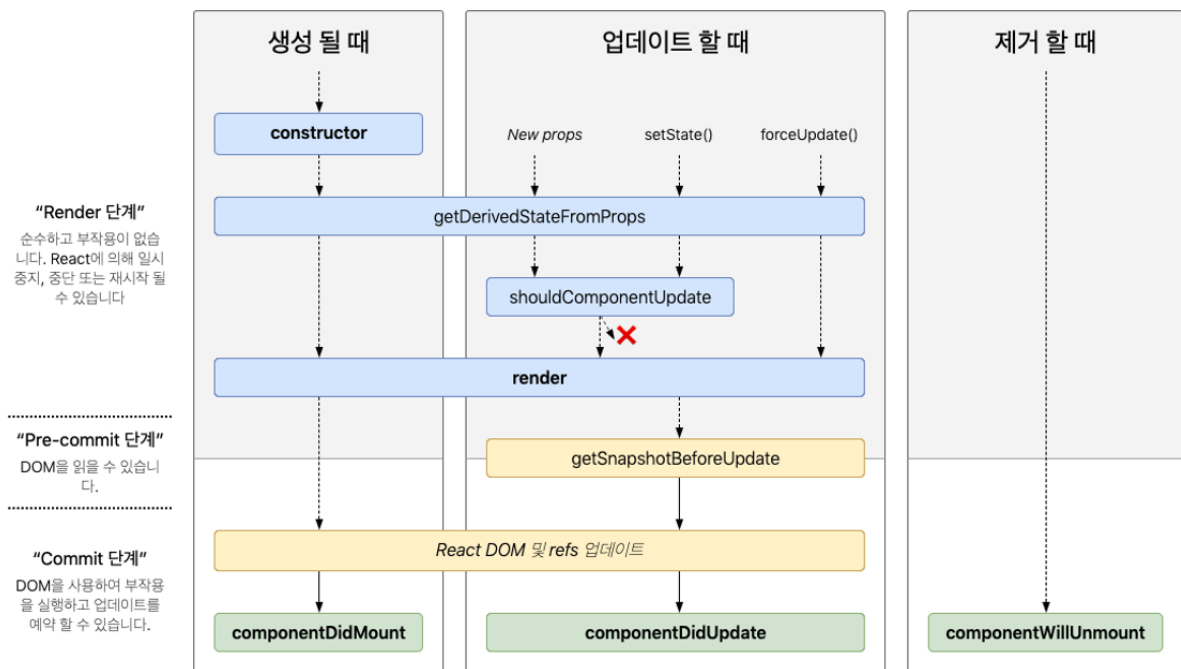 생성 될 때
업데이트 할 때
제거 할 때
constructor
New props
setState()
forceUpdate()
“Render 단계”
순수하고 부작용이 없습
니다. React에 의해 일시
중지, 중단 또는 재시작 될
수 있습니다
getDerivedStateFromProps
shouldComponentUpdate
render
“Pre-commit 단계”
DOM을 읽을 수 있습니
다.
getSnapshotBeforeUpdate
“Commit 단계”
DOM을 사용하여 부작용
을 실행하고 업데이트를
예약 할 수 있습니다.
React DOM 및 refs 업데이트
componentDidMount
componentDidUpdate
componentWillUnmount